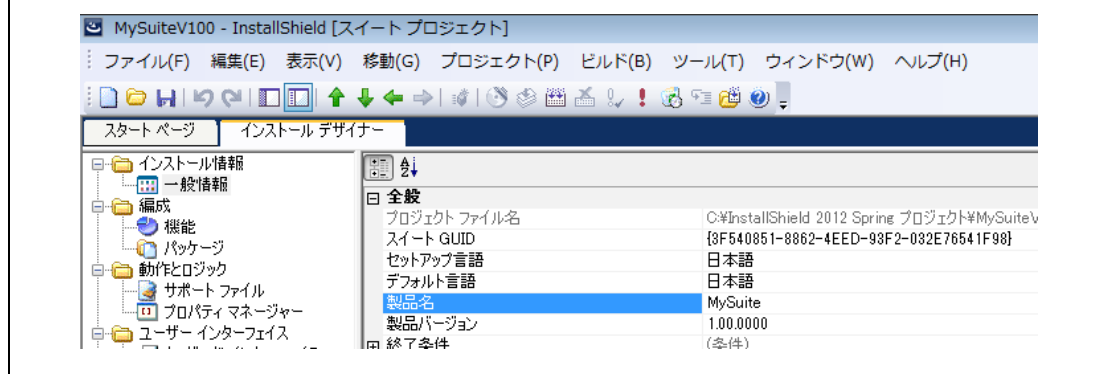 MySuiteV100 - InstallShield [スイート プロジェクト]
ファイル(F) 編集(E) 表示(V) 移動(G) プロジェクト(P) ビルド(B) ツール(T) ウィンドウ(W) ヘルプ(H)
スタート ページ インストール デザイナー
インストール情報
一般情報
編成
機能
パッケージ
動作とロジック
サポート ファイル
プロパティ マネージャー
ユーザー インターフェイス
全般
プロジェクト ファイル名 C:¥InstallShield 2012 Spring プロジェクト¥MySuiteV
スイート GUID {3F540851-8862-4EED-93F2-032E76541F98}
セットアップ言語 日本語
デフォルト言語 日本語
製品名 MySuite
製品バージョン 1.00.0000
終了条件 (条件)